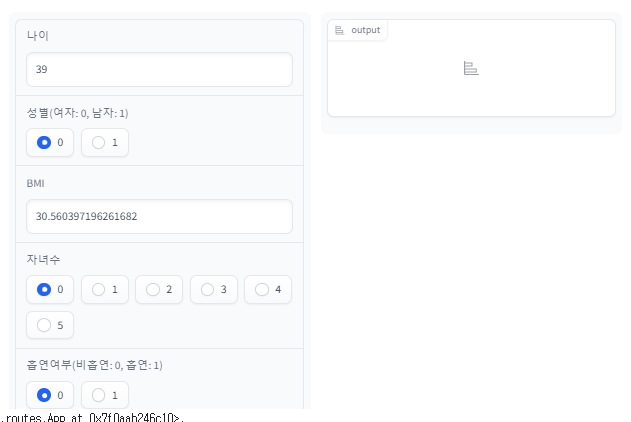 나이
39
성별(여자: 0, 남자: 1)
0 1
BMI
30.560397196261682
자녀수
0 1 2 3 4
5
흡연여부(비흡연: 0, 흡연: 1)
0 1
output
.routes.App at 0x7f0aab246c10>,